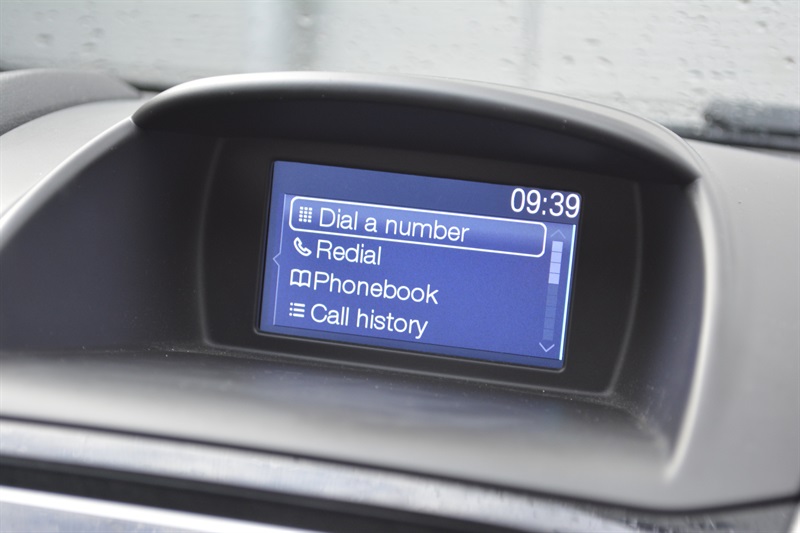 09:39
Dial a number
Redial
Phonebook
Call history